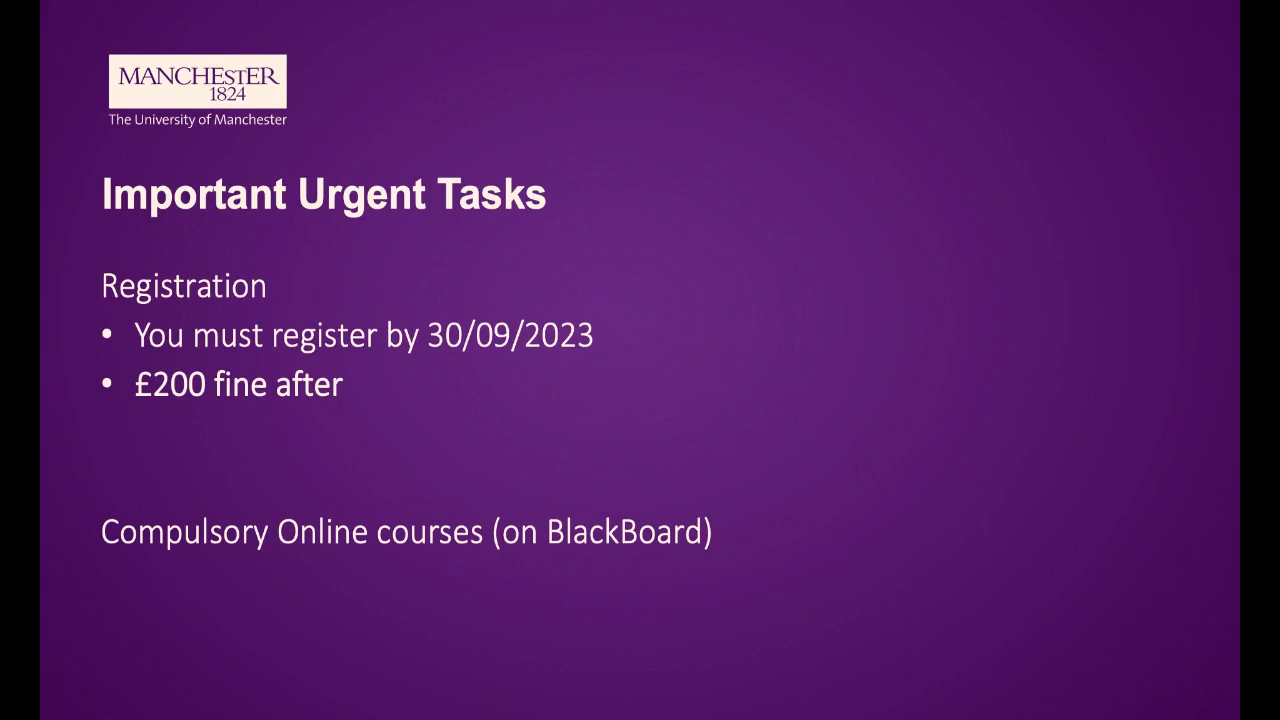 MANCHESTER
1824
The University of Manchester
Important Urgent Tasks
Registration
• You must register by 30/09/2023
• £200 fine after
Compulsory Online courses (on BlackBoard)